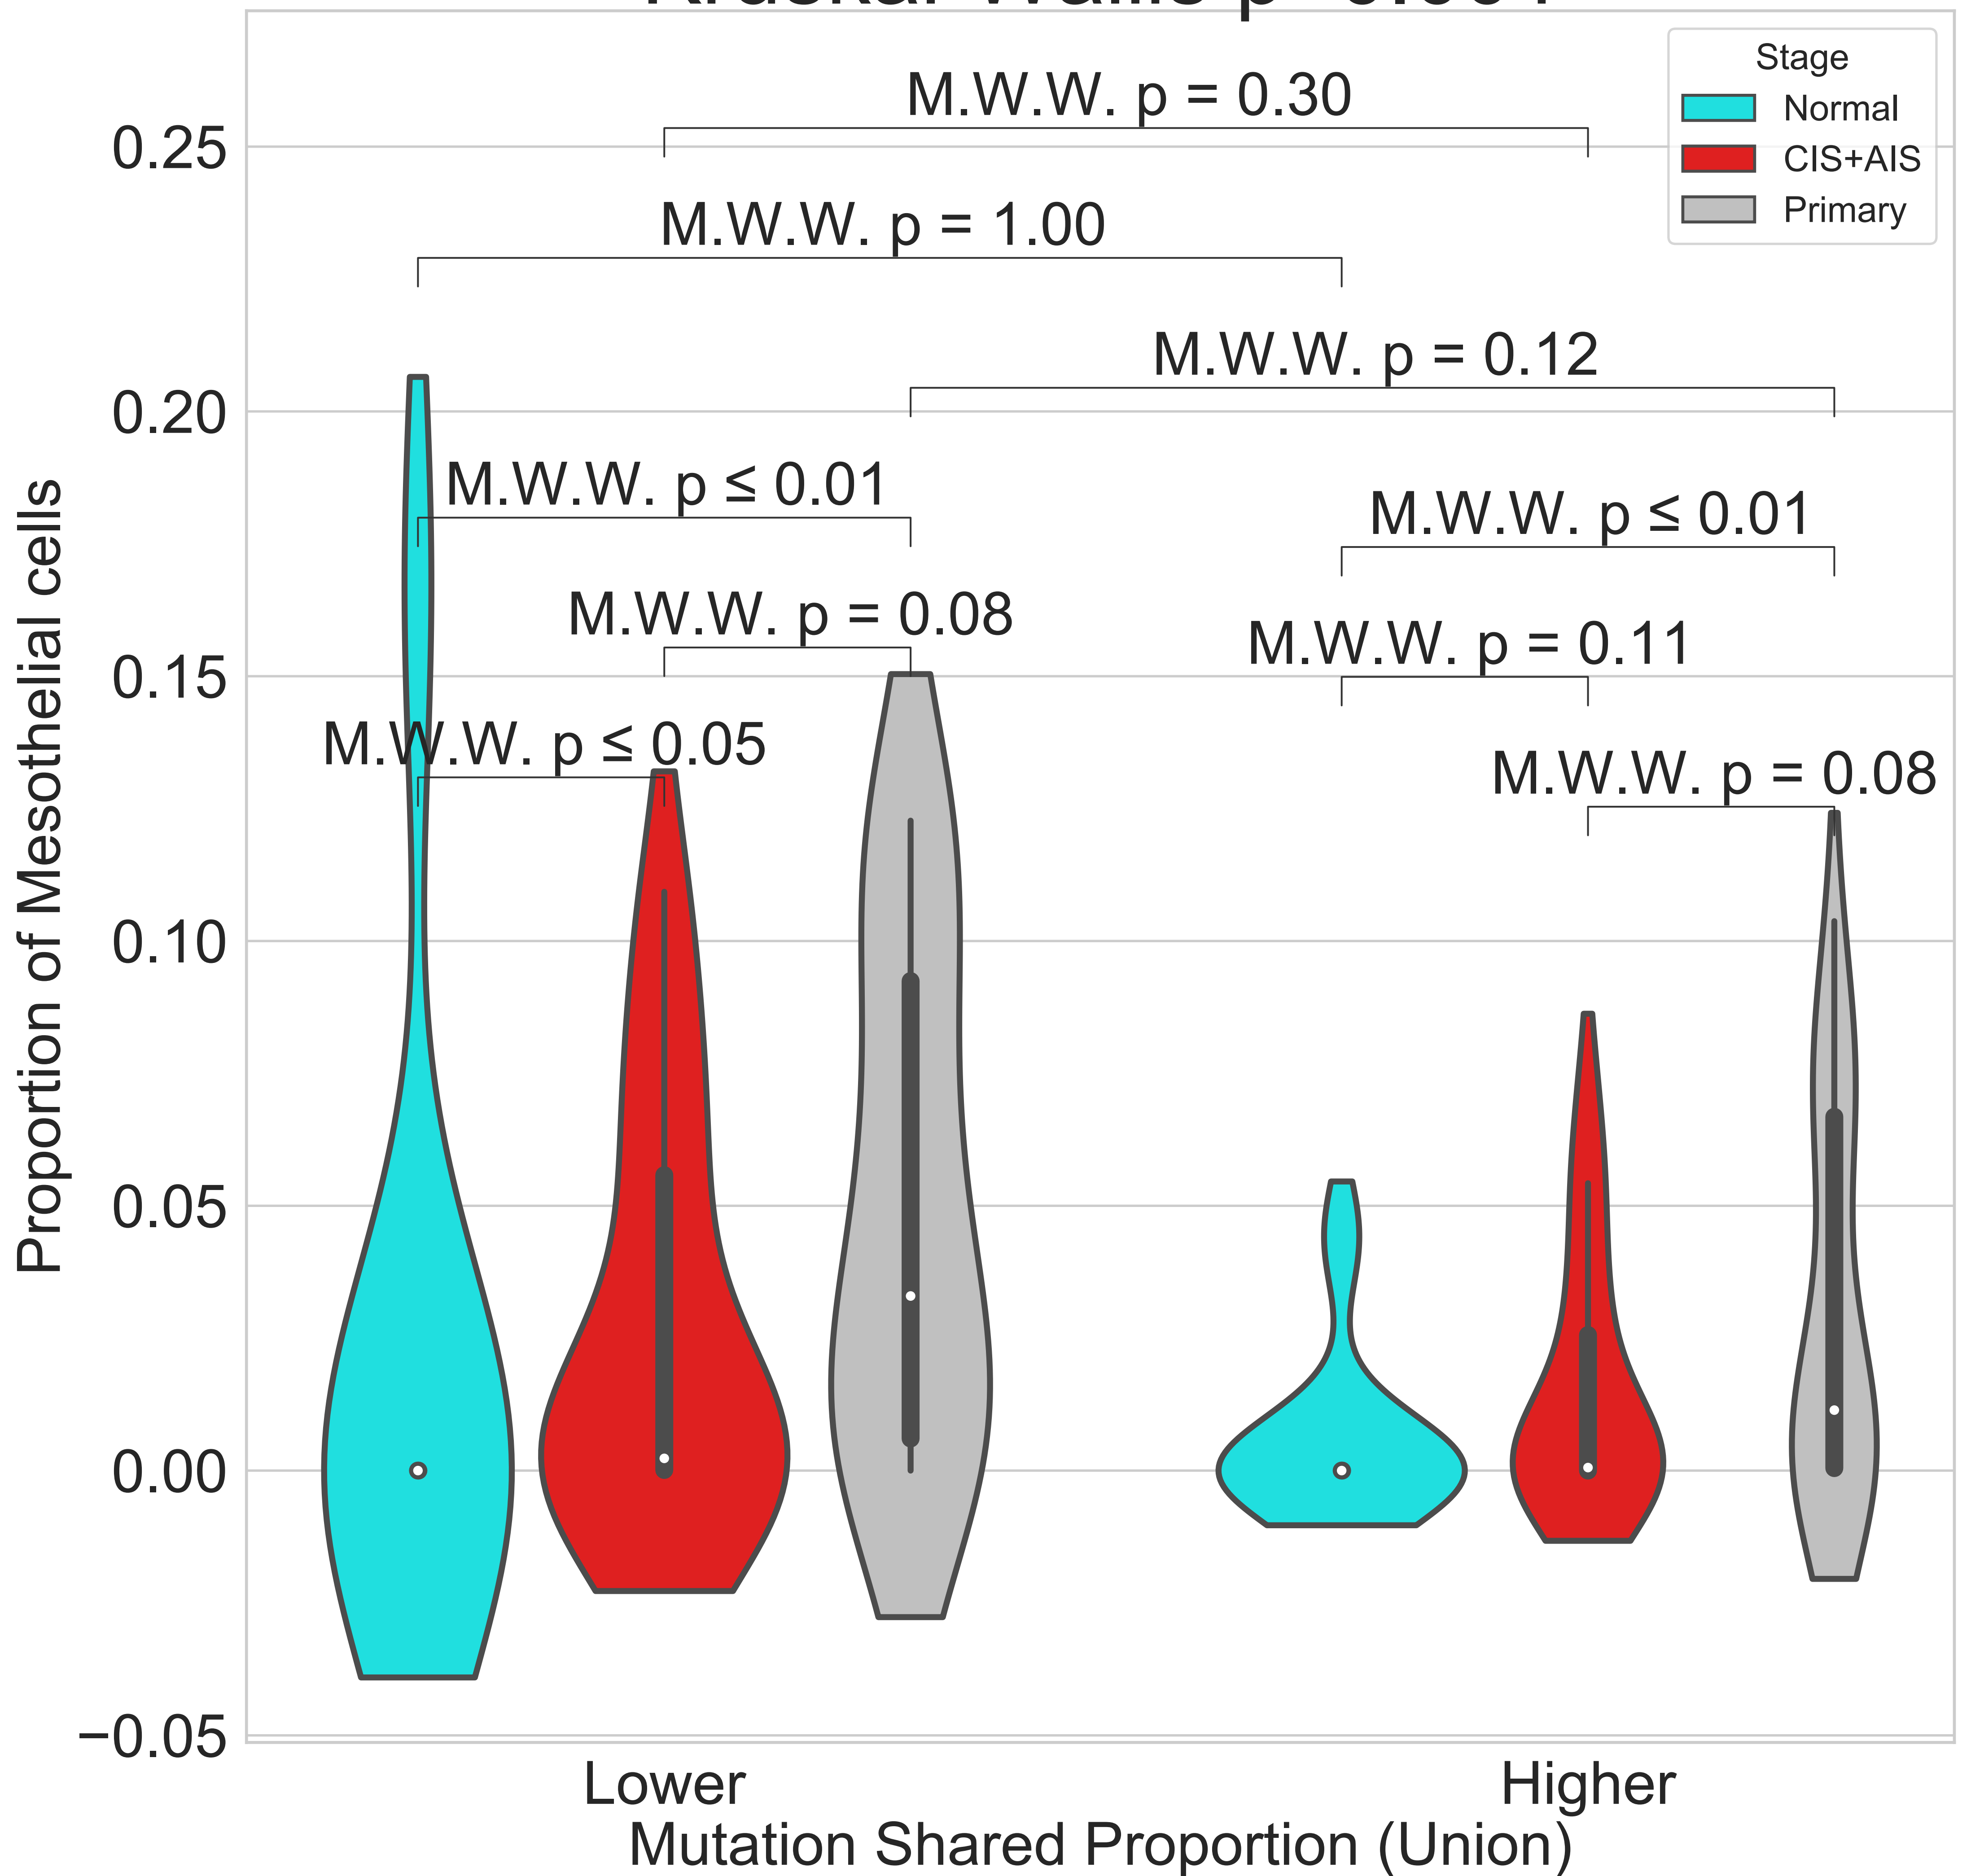 Stage
Normal
CIS+AIS
Primary
M.W.W. p = 0.30
M.W.W. p = 1.00
M.W.W. p = 0.12
M.W.W. p ≤ 0.01
M.W.W. p ≤ 0.01
M.W.W. p = 0.08
M.W.W. p = 0.11
M.W.W. p ≤ 0.05
M.W.W. p = 0.08
0.25
0.20
0.15
0.10
0.05
0.00
−0.05
Proportion of Mesothelial cells
Lower
Higher
Mutation Shared Proportion (Union)